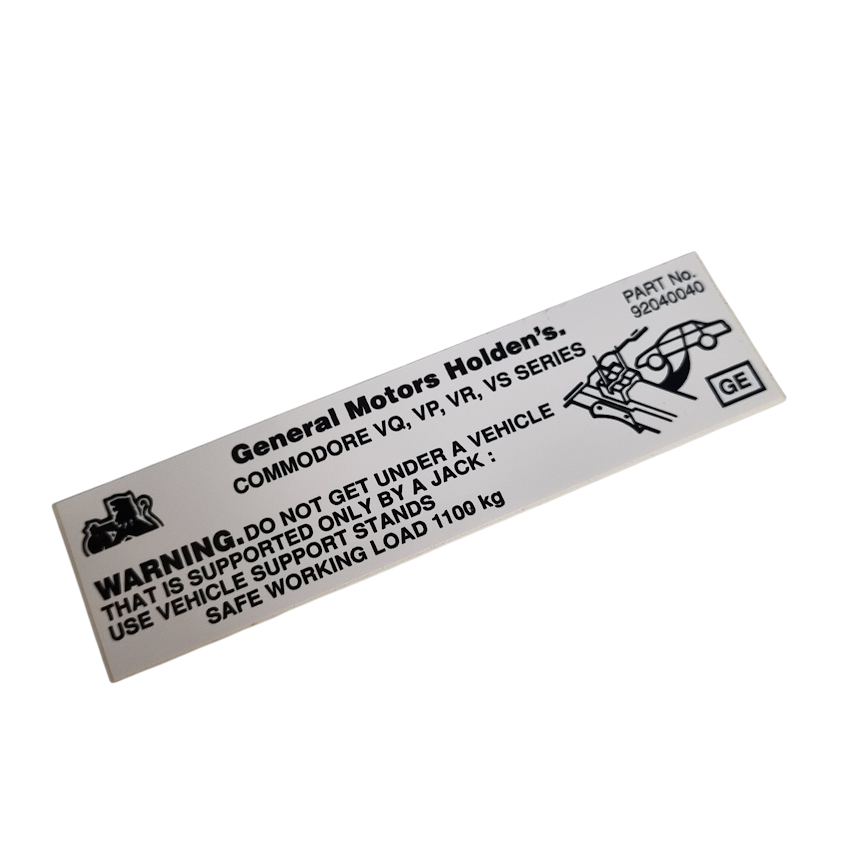 PART No.
92040040
General Motors Holden's.
COMMODORE VQ, VP, VR, VS SERIES
GE
WARNING. DO NOT GET UNDER A VEHICLE
THAT IS SUPPORTED ONLY BY A JACK :
USE VEHICLE SUPPORT STANDS
SAFE WORKING LOAD 1100 kg